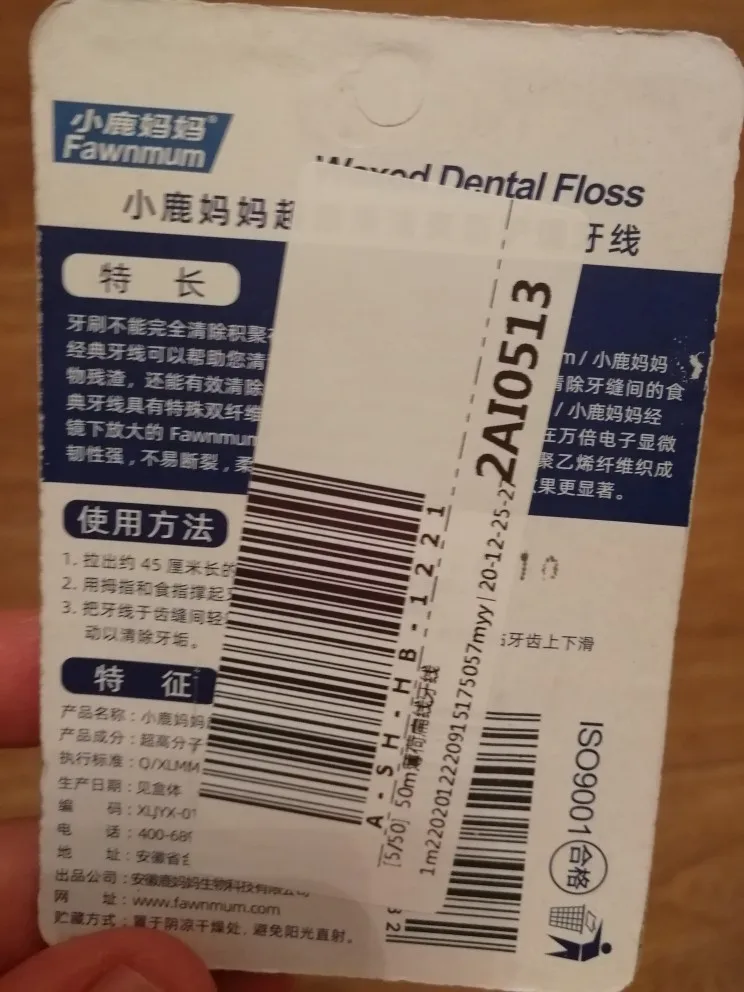 小鹿妈妈®
Fawnmum
Waxed Dental Floss
小鹿妈妈超
牙线
特 长
牙刷不能完全清除积聚
经典牙线可以帮助您清
m / 小鹿妈妈
物残渣，还能有效清除
清除牙缝间的食
典牙线具有特殊双纤维
/ 小鹿妈妈经
镜下放大的 Fawnmum
在万倍电子显微
韧性强，不易断裂，柔
聚乙烯纤维织成
效果更显著。
使用方法
1. 拉出约 45 厘米长的
2. 用拇指和食指撑起
3. 把牙线于齿缝间轻
牙齿上下滑
动以清除牙垢。
特 征
产品名称：小鹿妈妈
产品成分：超高分子
执行标准：Q/XLMM
生产日期：见盒体
编 码：XLJYX-01
电 话：400-689
地 址：安徽省
出品公司：安徽鹿妈妈生物科技有限公司
网 址：www.fawnmum.com
贮藏方式：置于阴凉干燥处，避免阳光直射。
A-SH-HB-1221
[5/50] 50m薄荷扁线牙线
1m2202012220915175057myy | 20-12-25-22
2AI0513
ISO9001
合格